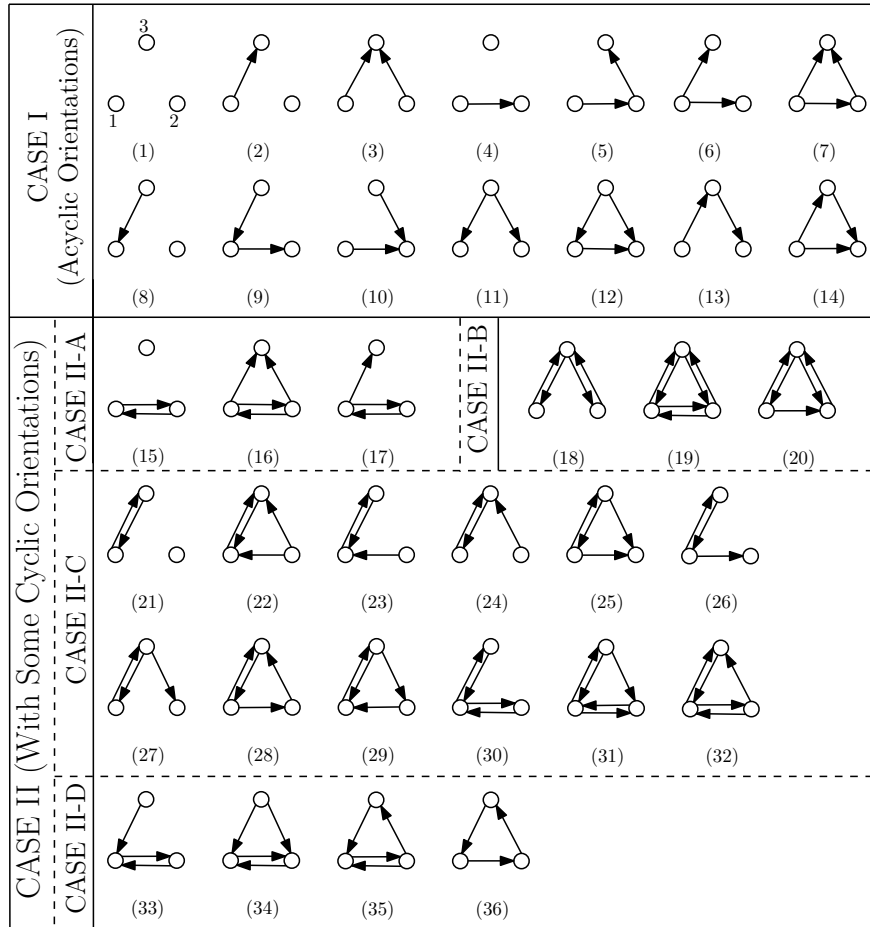 CASE I
(Acyclic Orientations)
3
1
2
(1) (2) (3) (4) (5) (6) (7)
(8) (9) (10) (11) (12) (13) (14)
CASE II (With Some Cyclic Orientations)
CASE II-A
(15) (16) (17)
CASE II-B
(18) (19) (20)
CASE II-C
(21) (22) (23) (24) (25) (26)
(27) (28) (29) (30) (31) (32)
CASE II-D
(33) (34) (35) (36)